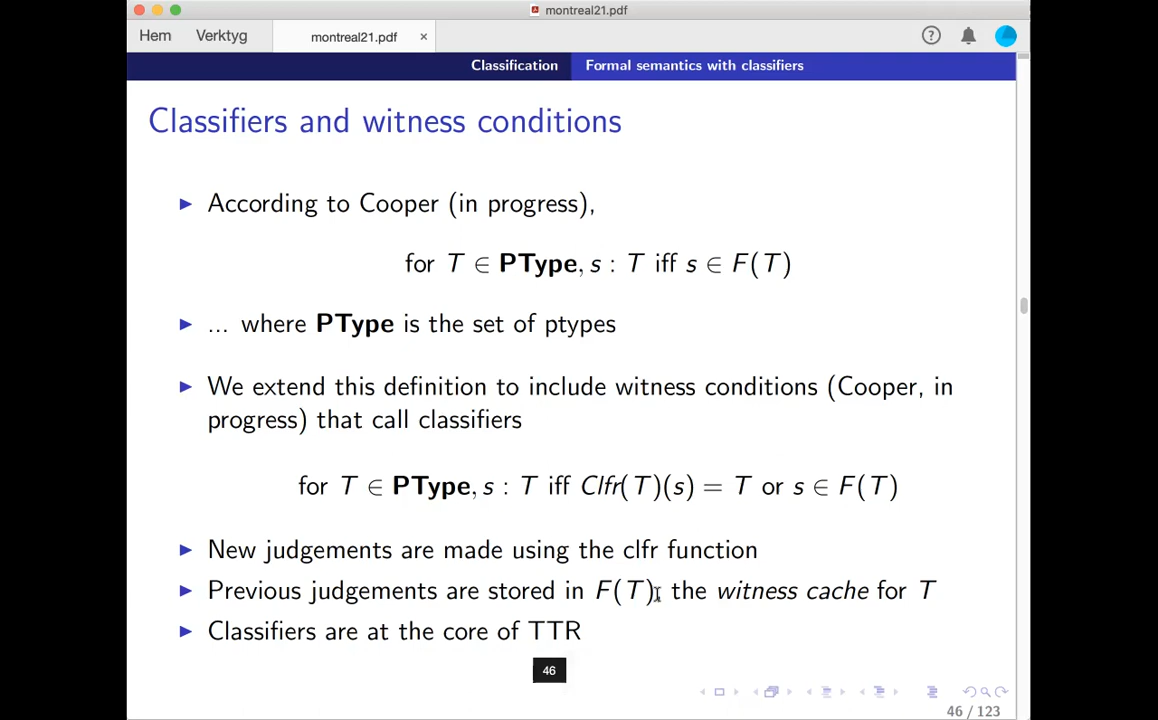 montreal21.pdf
Hem Verktyg montreal21.pdf ×
Classification Formal semantics with classifiers
Classifiers and witness conditions
▶ According to Cooper (in progress),
for T ∈ PType, s : T iff s ∈ F(T)
▶ ... where PType is the set of ptypes
▶ We extend this definition to include witness conditions (Cooper, in
progress) that call classifiers
for T ∈ PType, s : T iff Clfr(T)(s) = T or s ∈ F(T)
▶ New judgements are made using the clfr function
▶ Previous judgements are stored in F(T), the witness cache for T
▶ Classifiers are at the core of TTR
46
46 / 123